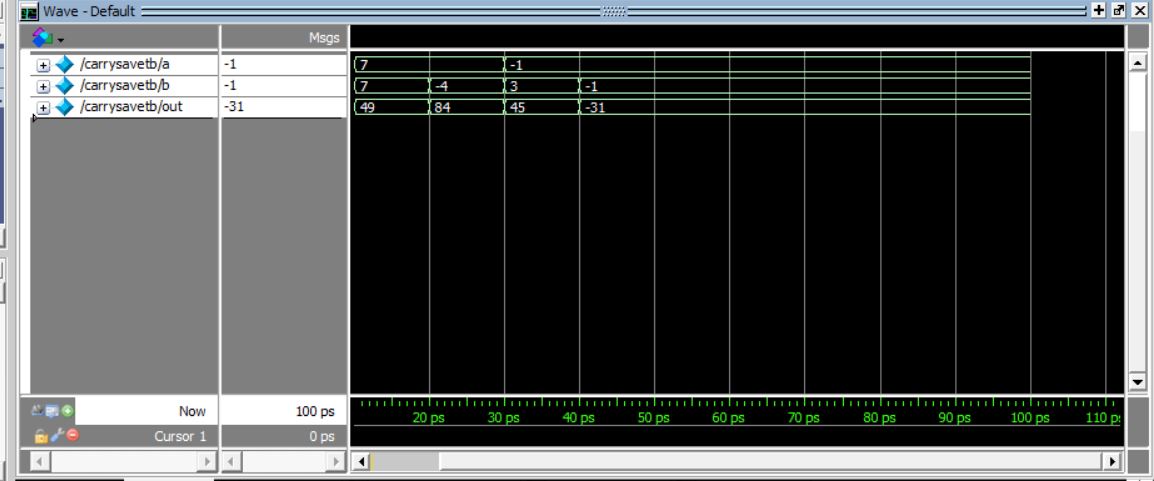 Wave - Default
Msgs
/carrysavetb/a -1 7 -1
/carrysavetb/b -1 7 -4 3 -1
/carrysavetb/out -31 49 84 45 -31
Now 100 ps 20 ps 30 ps 40 ps 50 ps 60 ps 70 ps 80 ps 90 ps 100 ps 110 p
Cursor 1 0 ps